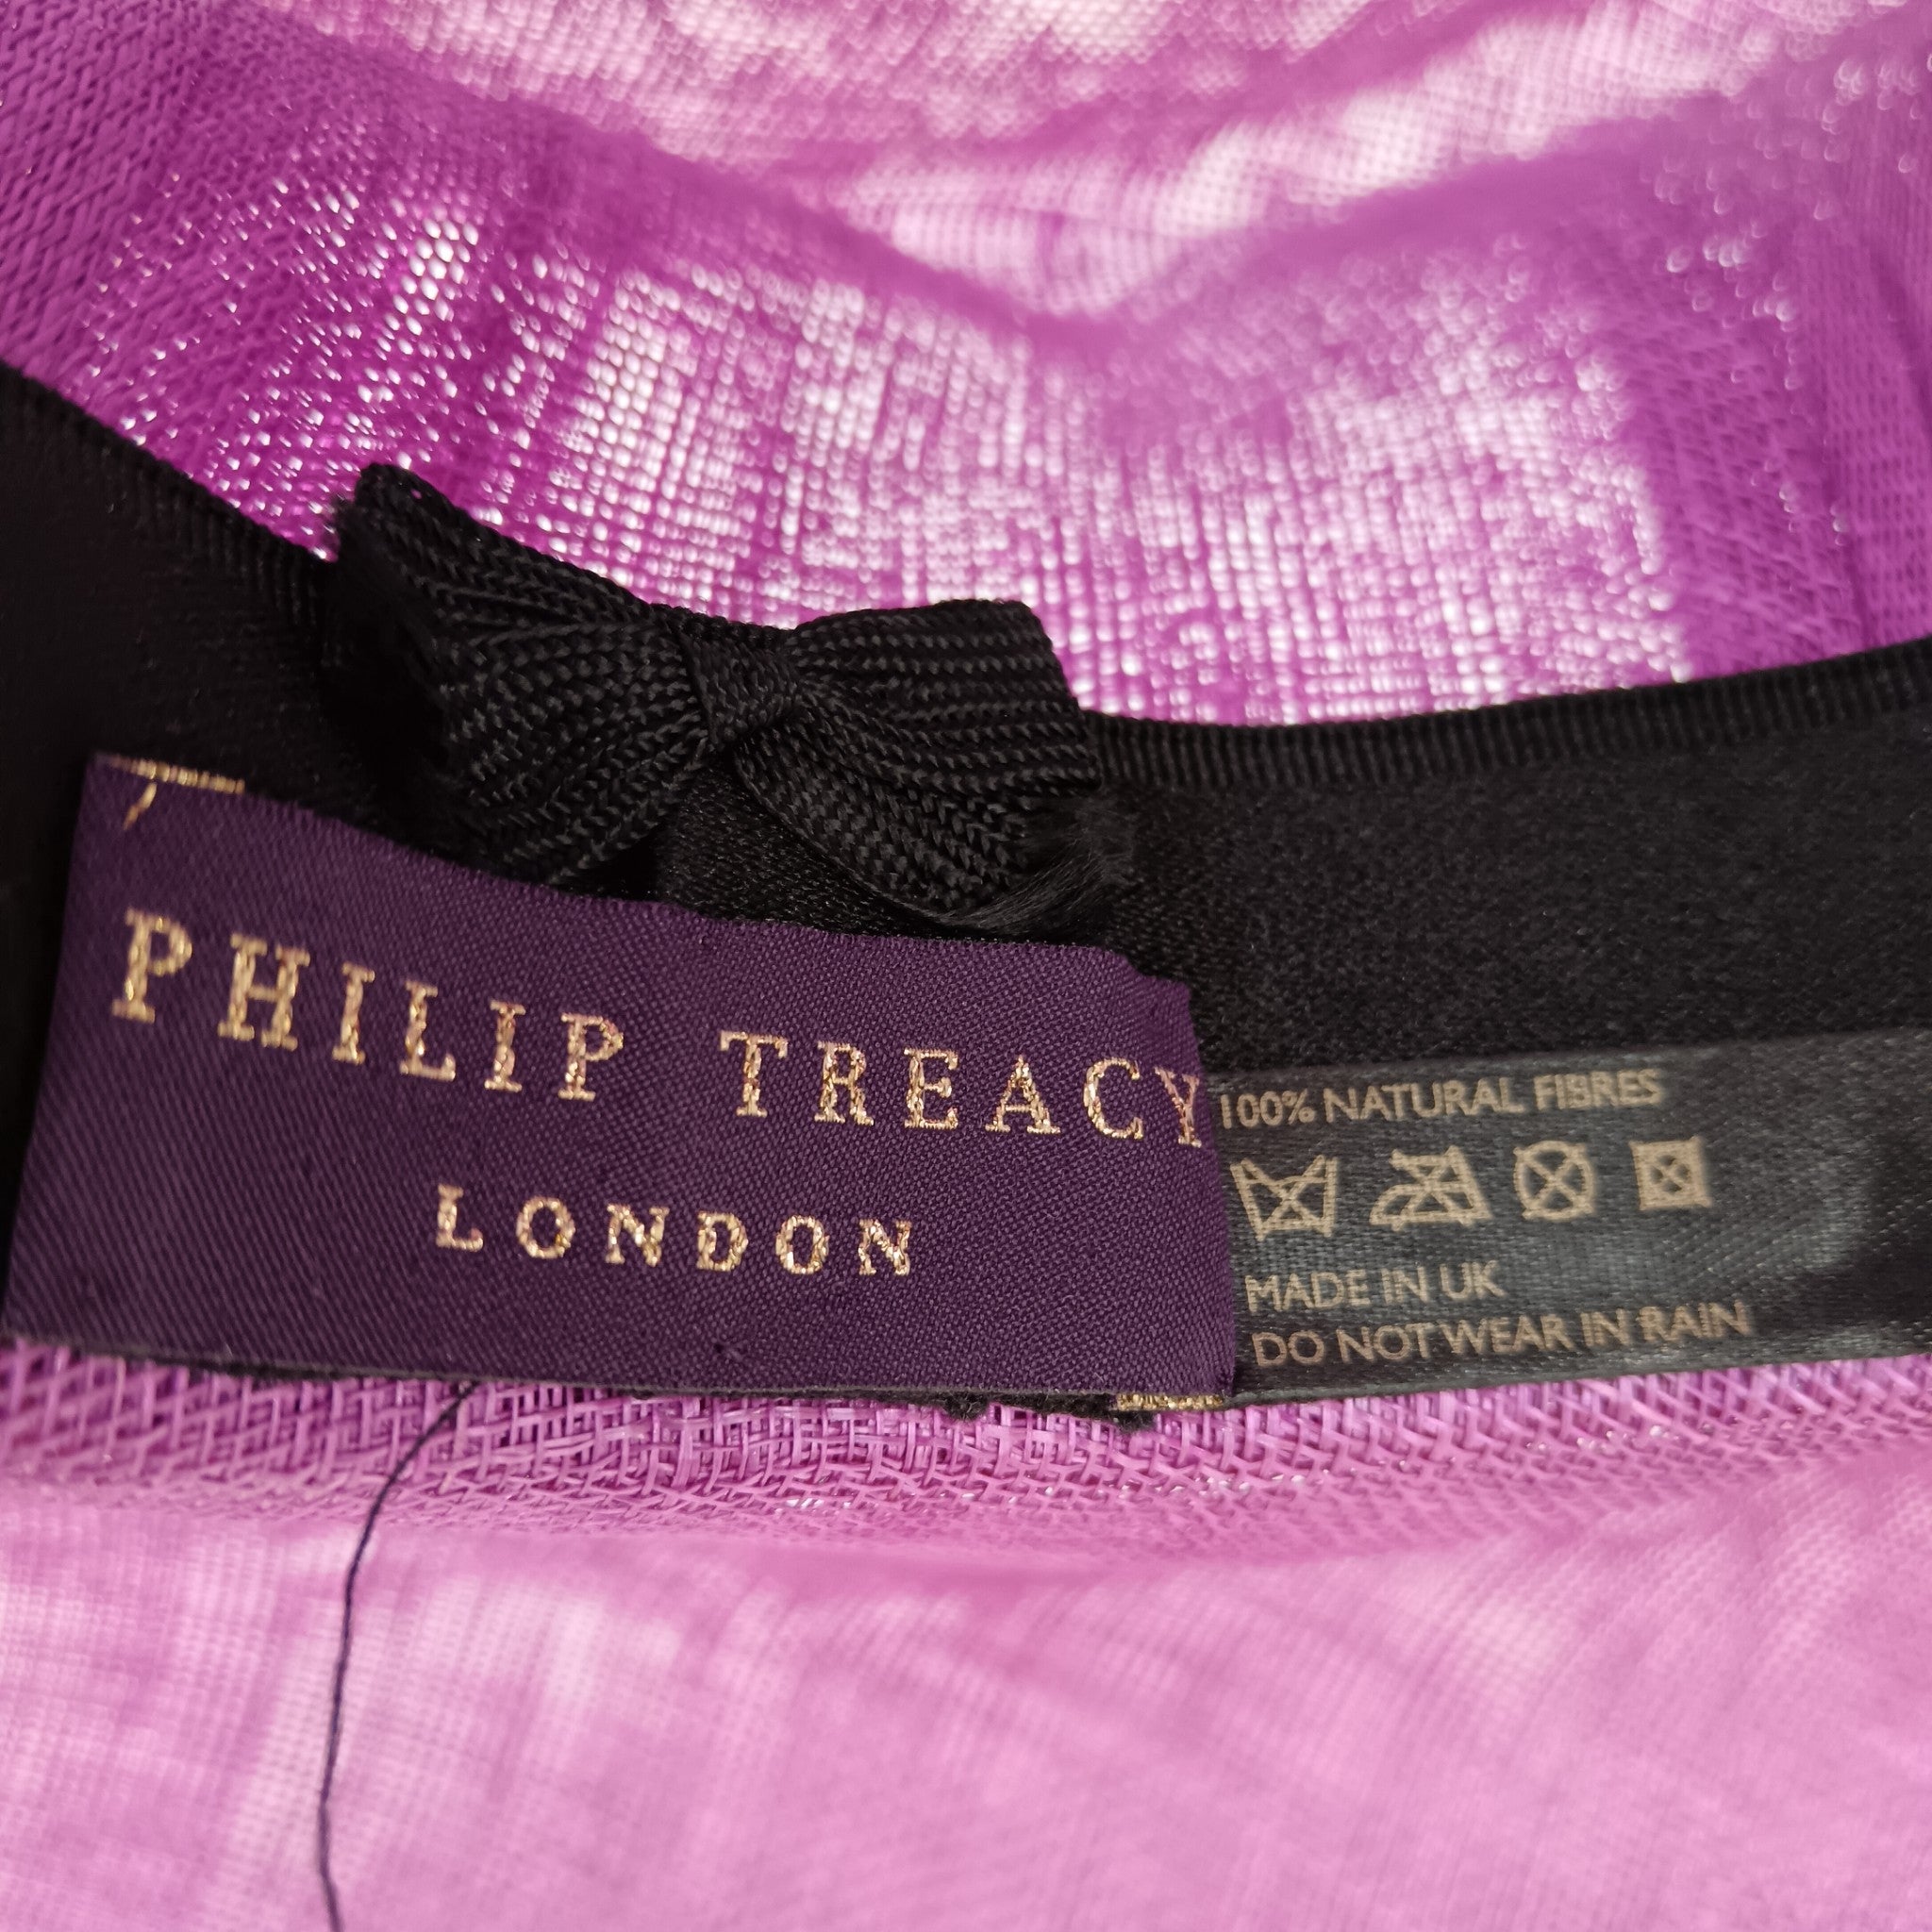 PHILIP TREACY
LONDON
100% NATURAL FIBRES
MADE IN UK
DO NOT WEAR IN RAIN